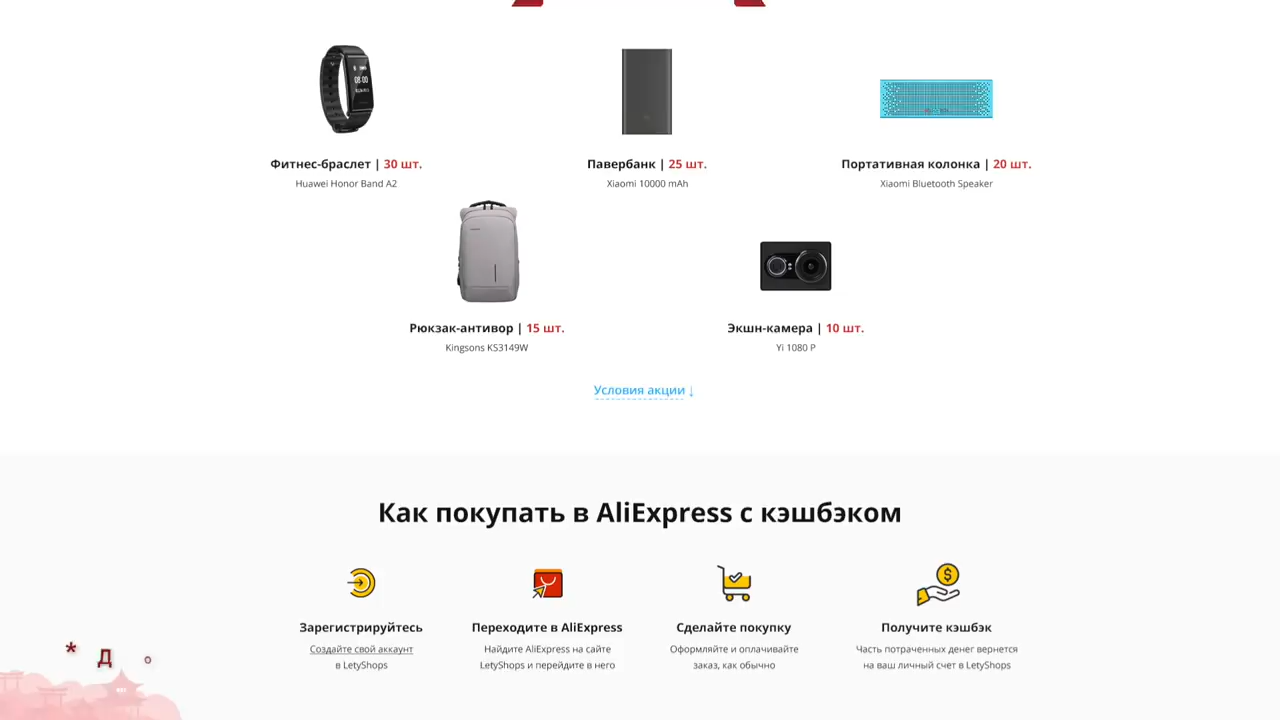 Фитнес-браслет | 30 шт.
Huawei Honor Band A2
Павербанк | 25 шт.
Xiaomi 10000 mAh
Портативная колонка | 20 шт.
Xiaomi Bluetooth Speaker
Рюкзак-антивор | 15 шт.
Kingsons KS3149W
Экшн-камера | 10 шт.
Yi 1080 P
Условия акции ↓
Как покупать в AliExpress с кэшбэком
Зарегистрируйтесь
Создайте свой аккаунт
в LetyShops
Переходите в AliExpress
Найдите AliExpress на сайте
LetyShops и перейдите в него
Сделайте покупку
Оформляйте и оплачивайте
заказ, как обычно
Получите кэшбэк
Часть потраченных денег вернется
на ваш личный счет в LetyShops
* Д о